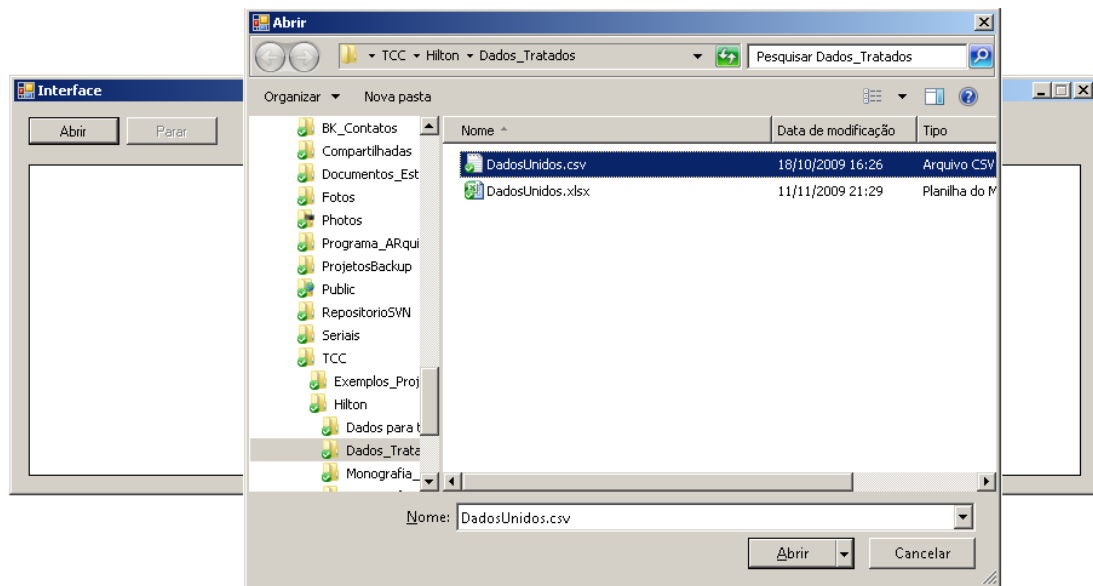 Abrir
TCC Hilton Dados_Tratados
Pesquisar Dados_Tratados
Interface
Organizar Nova pasta
Abrir Parar
BK_Contatos
Compartilhadas
Documentos_Est
Fotos
Photos
Programa_ARqui
ProjetosBackup
Public
RepositorioSVN
Seriais
TCC
Exemplos_Proj
Hilton
Dados para t
Dados_Trata
Monografia_
Nome Data de modificação Tipo
DadosUnidos.csv 18/10/2009 16:26 Arquivo CSV
DadosUnidos.xlsx 11/11/2009 21:29 Planilha do M
Nome: DadosUnidos.csv
Abrir Cancelar